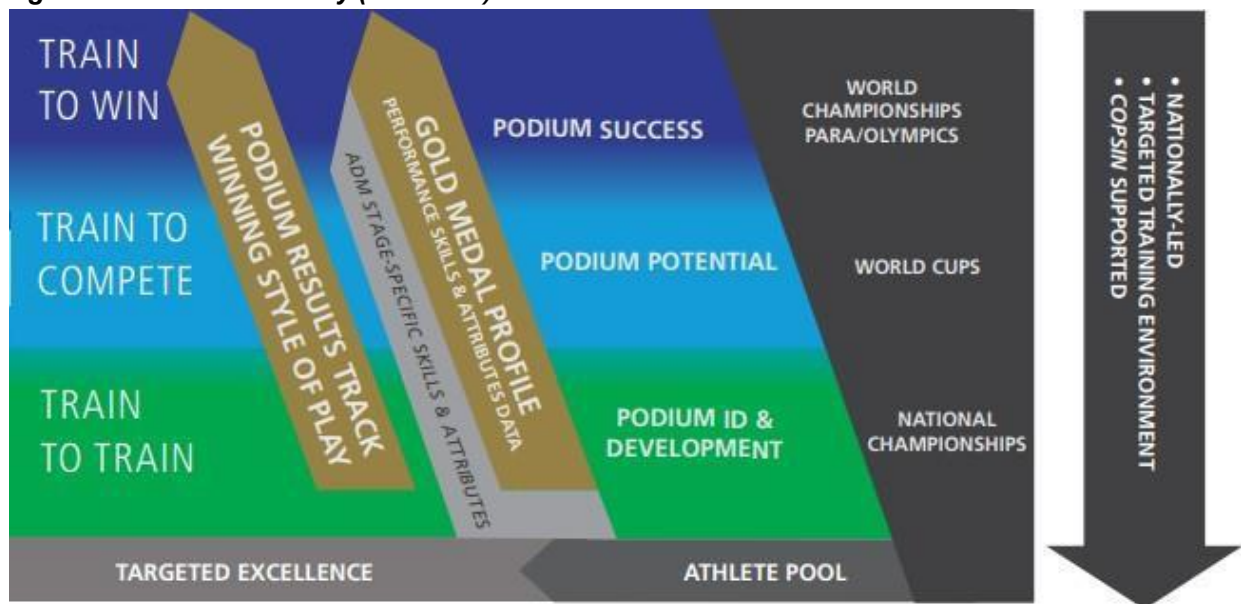 TRAIN
TO WIN
TRAIN TO
COMPETE
TRAIN
TO TRAIN
PODIUM RESULTS TRACK
WINNING STYLE OF PLAY
GOLD MEDAL PROFILE
PERFORMANCE SKILLS & ATTRIBUTES DATA
ADM STAGE-SPECIFIC SKILLS & ATTRIBUTES
PODIUM SUCCESS
PODIUM POTENTIAL
PODIUM ID &
DEVELOPMENT
WORLD
CHAMPIONSHIPS
PARA/OLYMPICS
WORLD CUPS
NATIONAL
CHAMPIONSHIPS
• NATIONALLY-LED
• TARGETED TRAINING ENVIRONMENT
• COPSIN SUPPORTED
TARGETED EXCELLENCE
ATHLETE POOL